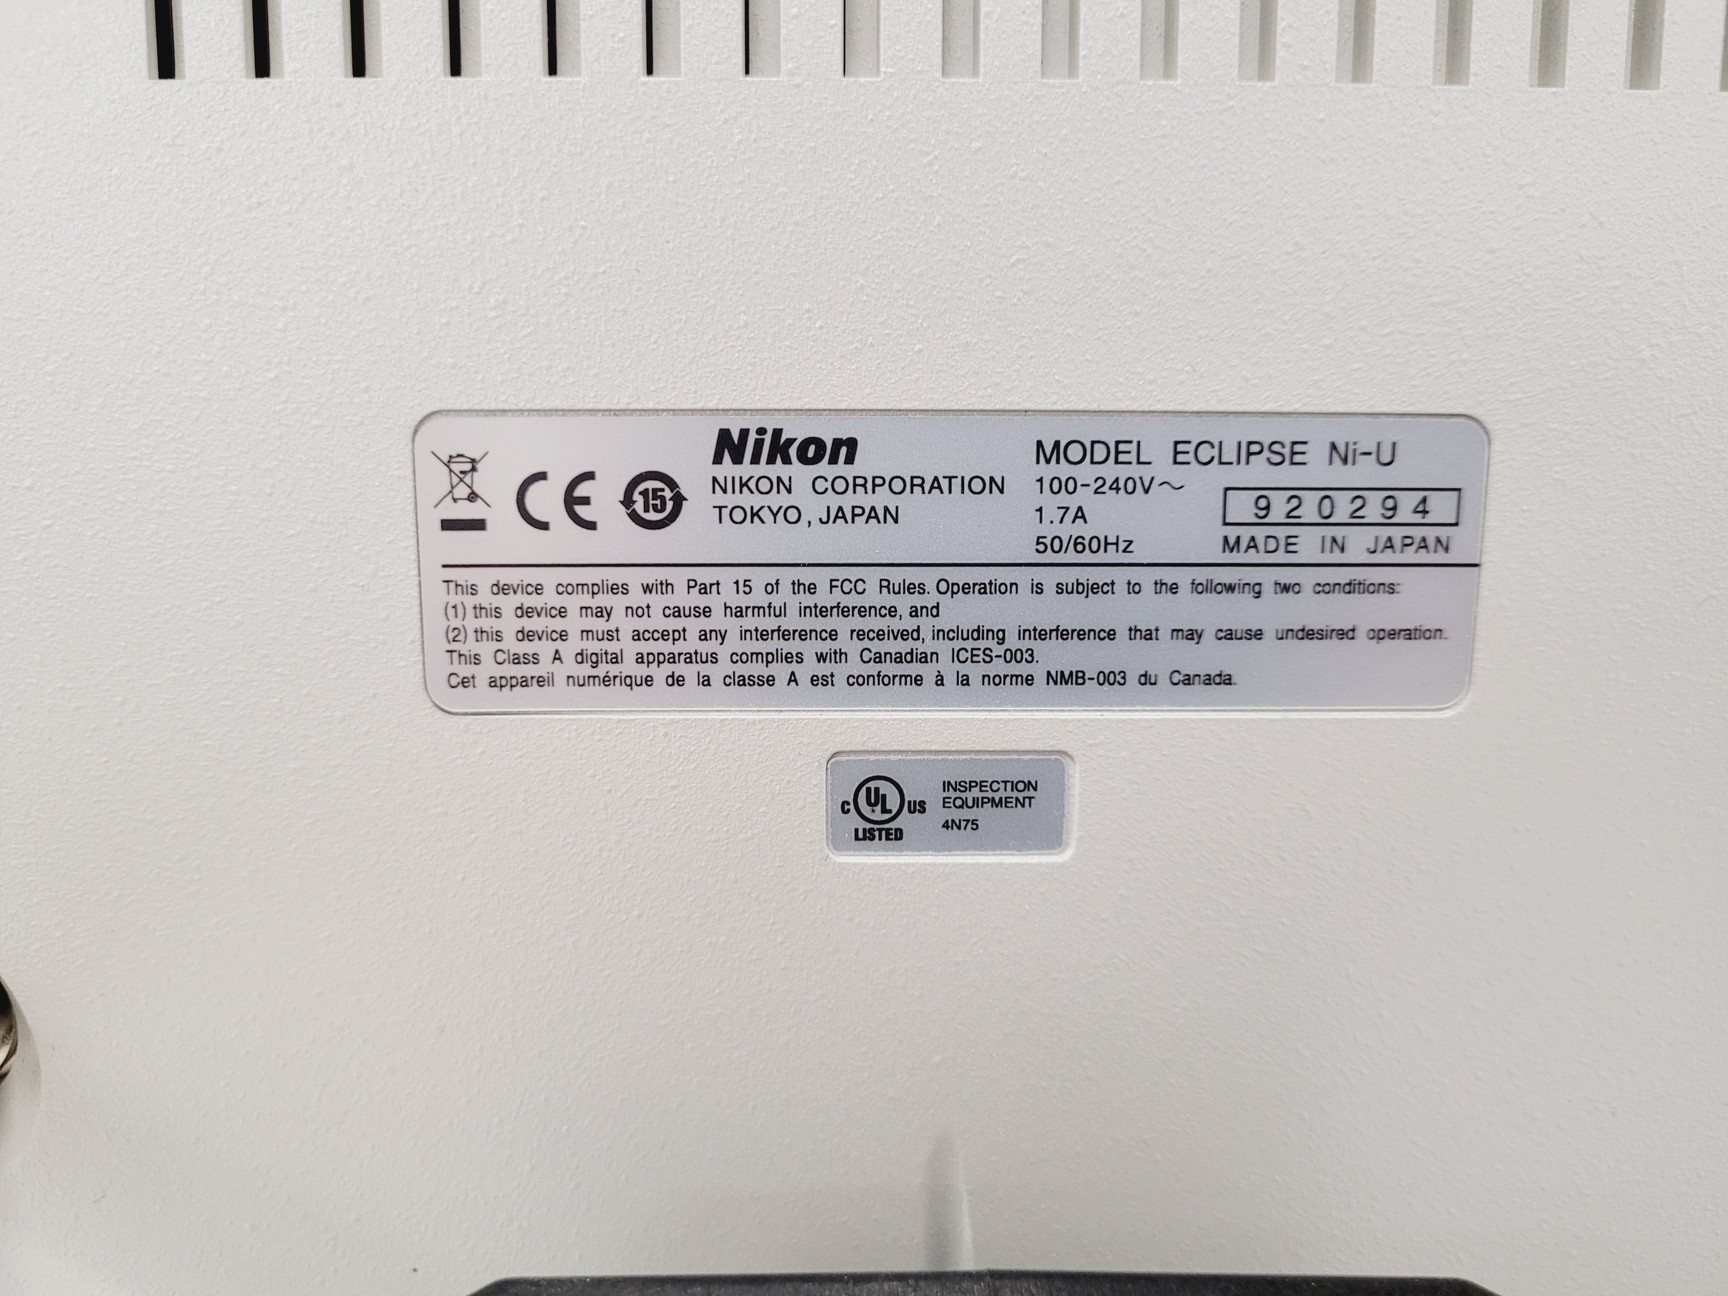 Nikon
NIKON CORPORATION
TOKYO, JAPAN
MODEL ECLIPSE Ni-U
100-240V～
1.7A
50/60Hz
920294
MADE IN JAPAN
CE
15
This device complies with Part 15 of the FCC Rules. Operation is subject to the following two conditions:
(1) this device may not cause harmful interference, and
(2) this device must accept any interference received, including interference that may cause undesired operation.
This Class A digital apparatus complies with Canadian ICES-003.
Cet appareil numérique de la classe A est conforme à la norme NMB-003 du Canada.
C UL US
LISTED
INSPECTION
EQUIPMENT
4N75